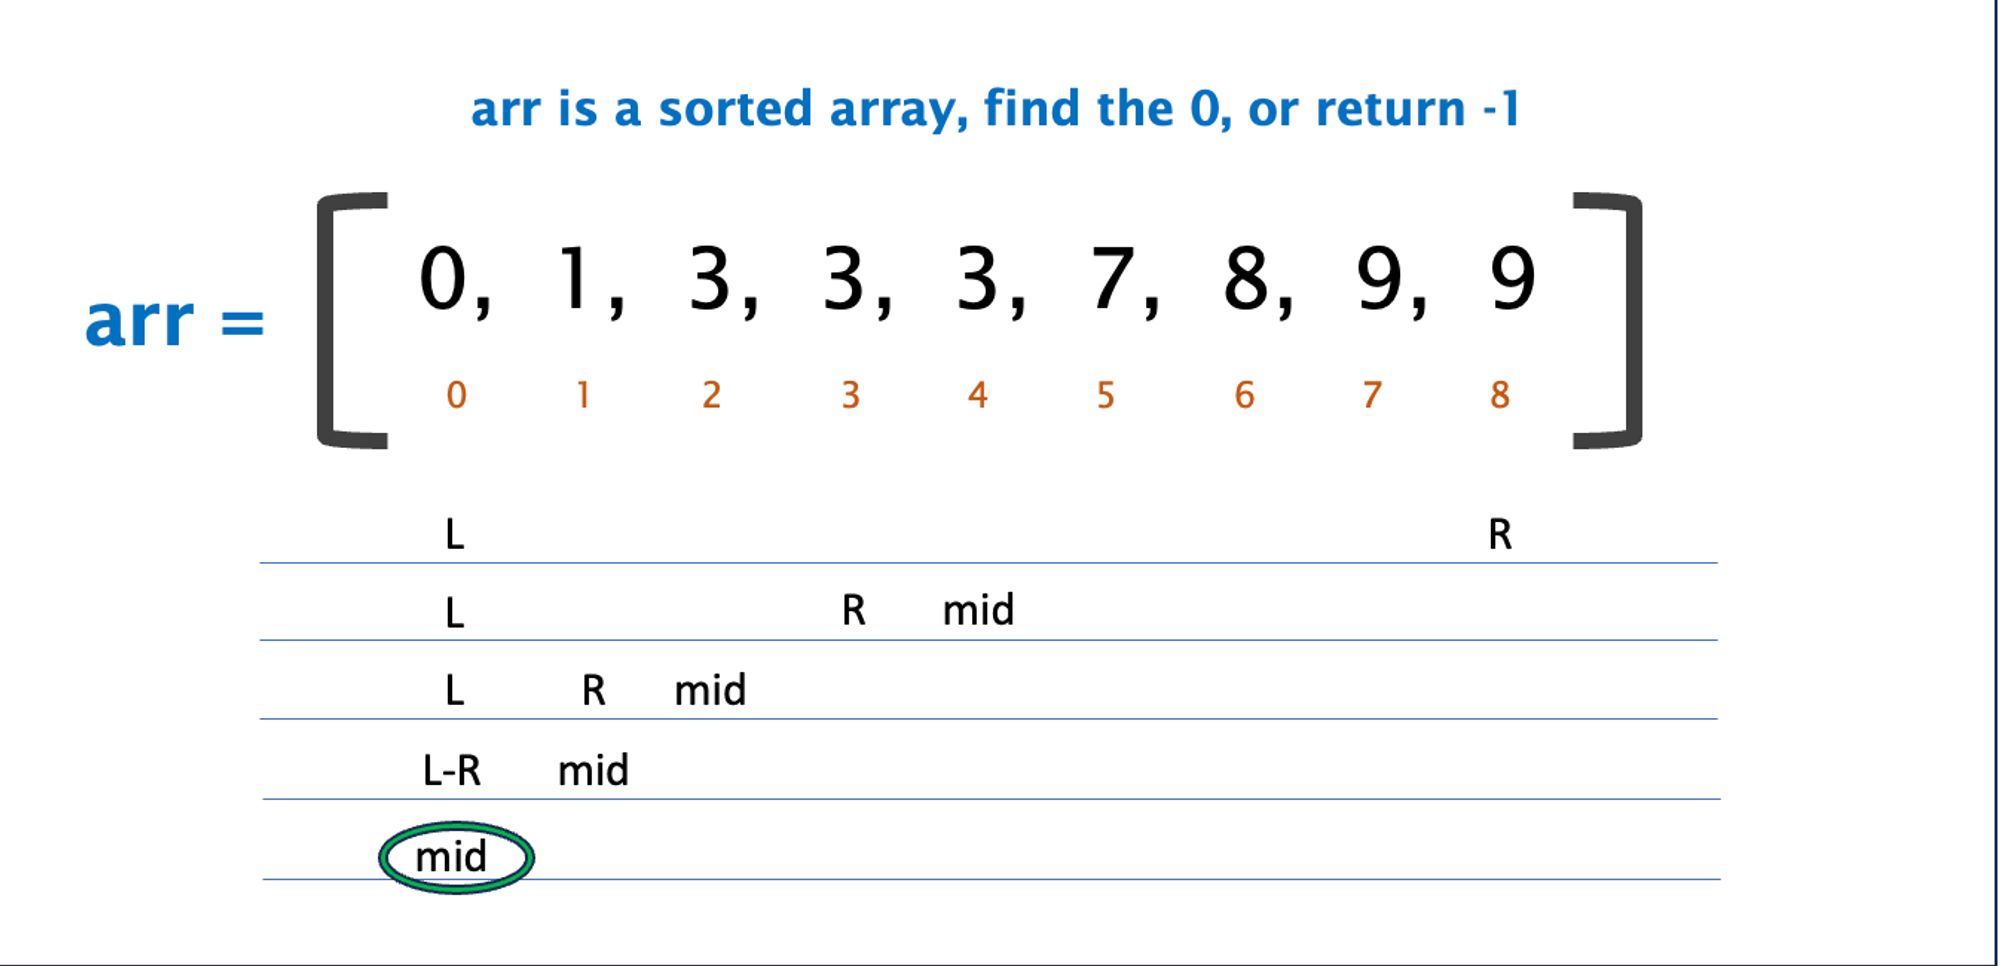 arr is a sorted array, find the 0, or return -1
arr = [ 0, 1, 3, 3, 3, 7, 8, 9, 9 ]
0 1 2 3 4 5 6 7 8
L R
L R mid
L R mid
L-R mid
mid